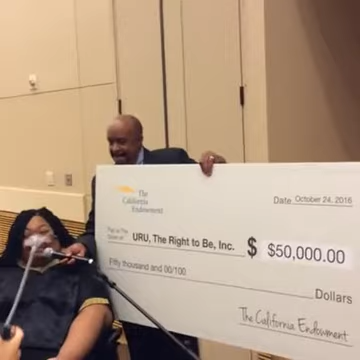 The
California
Endowment
Date October 24, 2016
Pay to The
Order of URU, The Right to Be, Inc. $ $50,000.00
Fifty thousand and 00/100
Dollars
The California Endowment